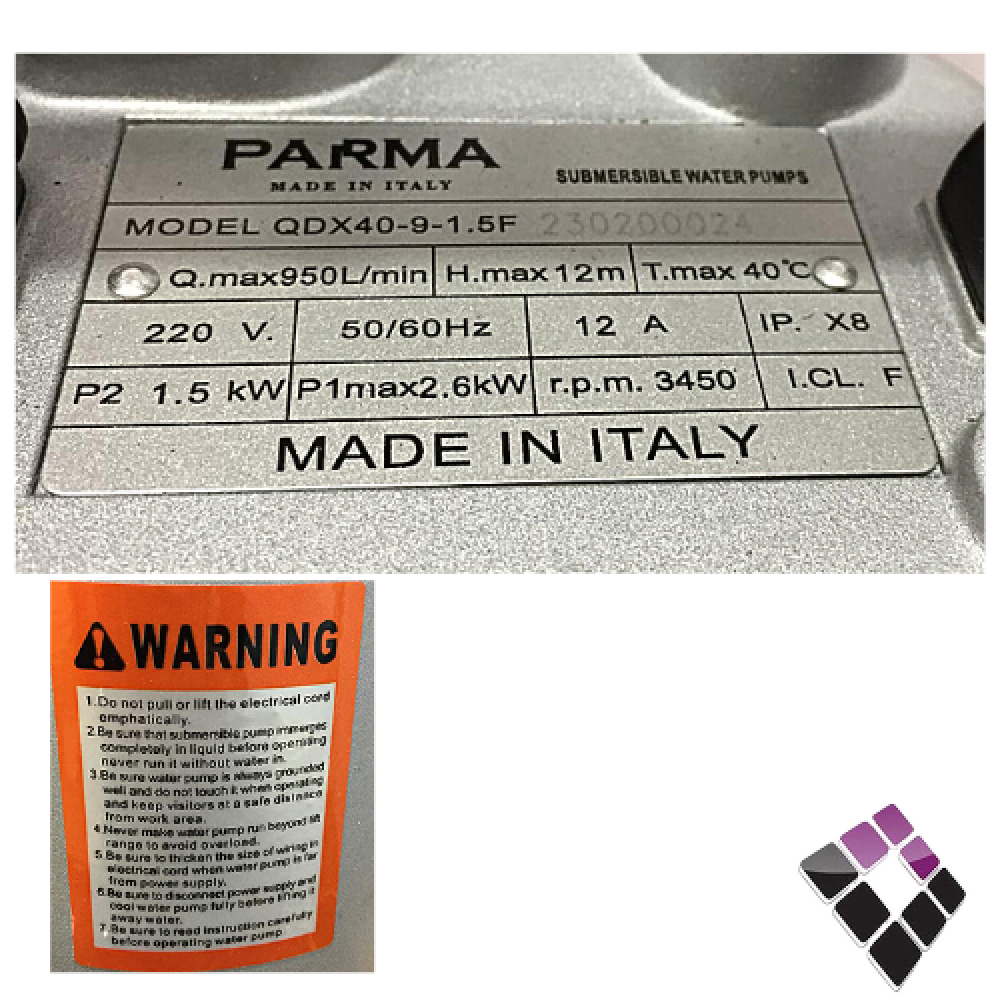 PARMA
MADE IN ITALY
SUBMERSIBLE WATER PUMPS
MODEL QDX40-9-1.5F 230200024
Q.max950L/min H.max 12m T.max 40℃
220 V. 50/60Hz 12 A IP. X8
P2 1.5 kW P1max2.6kW r.p.m. 3450 I.CL. F
MADE IN ITALY
WARNING
1.Do not pull or lift the electrical cord
emphatically.
2.Be sure that submersible pump immerges
completely in liquid before operating
never run it without water in.
3.Be sure water pump is always grounded
well and do not touch it when operating
and keep visitors at a safe distance
from work area.
4.Never make water pump run beyond lift
range to avoid overload.
5.Be sure to thicken the size of wiring in
electrical cord when water pump is far
from power supply.
6.Be sure to disconnect power supply and
cool water pump fully before lifting it
away water.
7.Be sure to read instruction carefully
before operating water pump